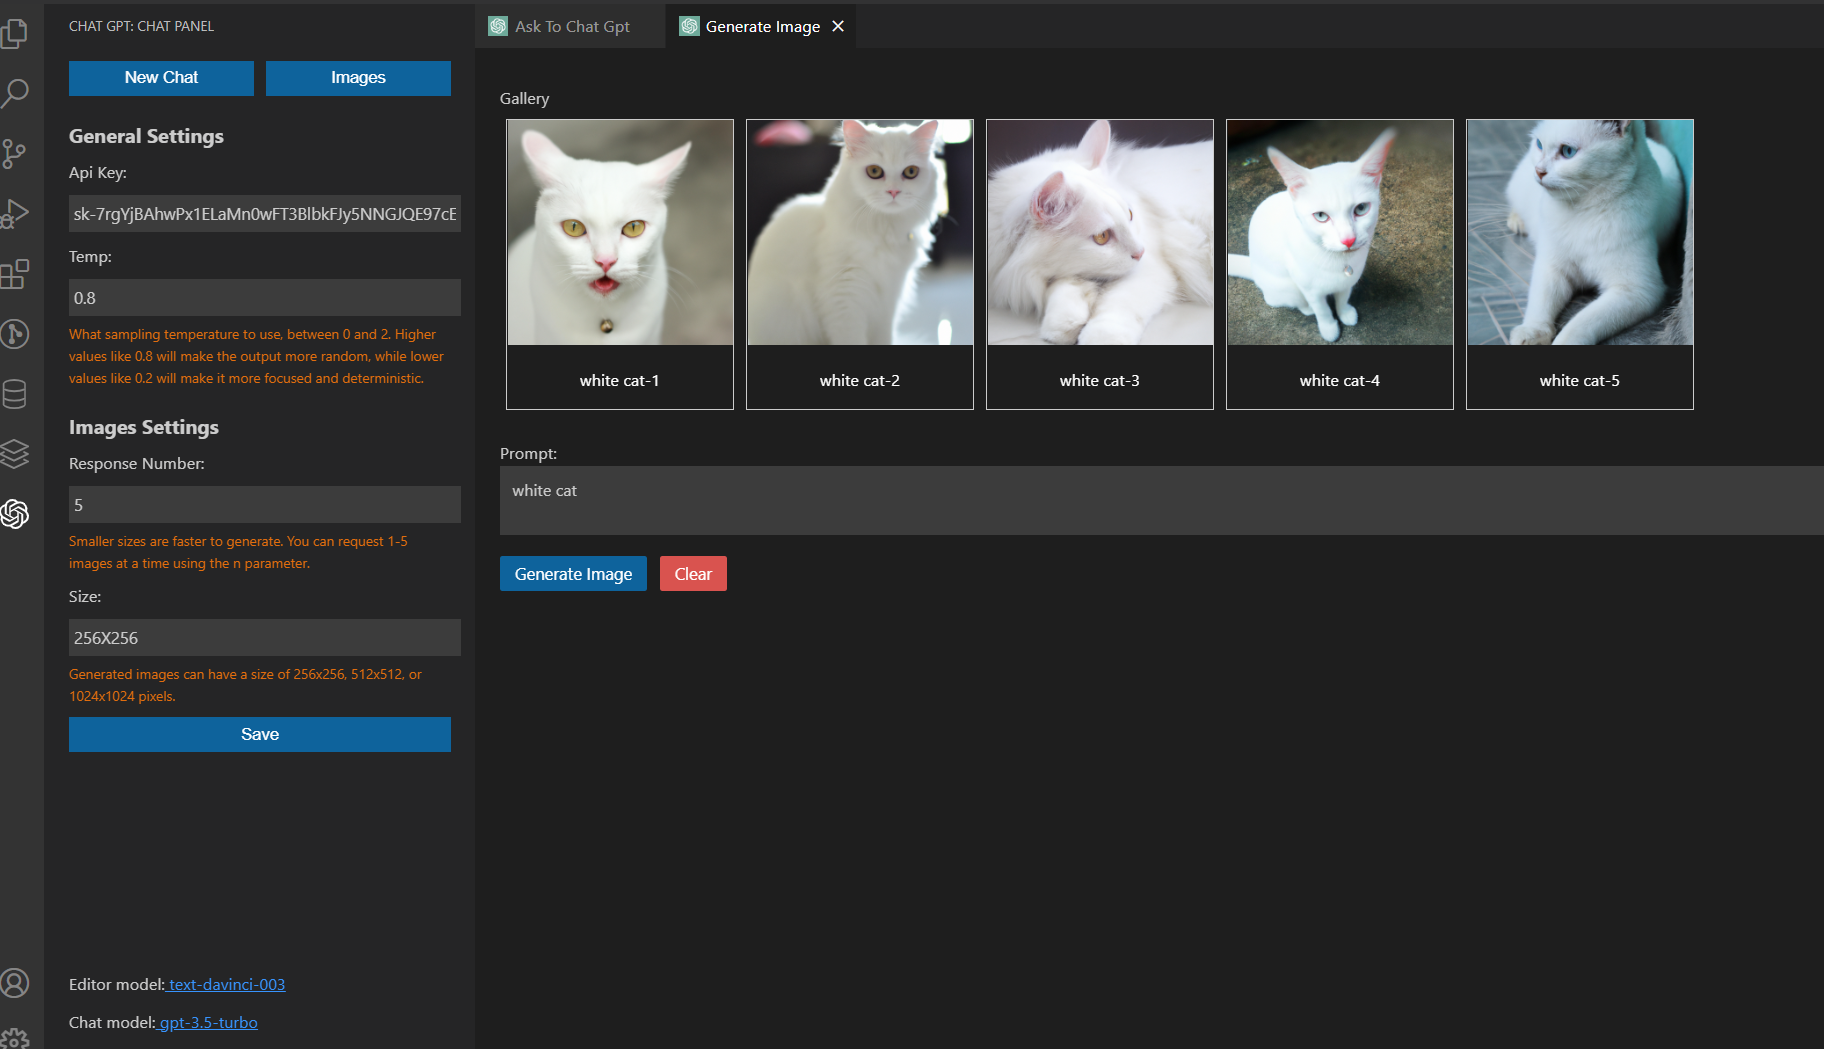 CHAT GPT: CHAT PANEL
New Chat
Images
General Settings
Api Key:
sk-7rgYjBAhwPx1ELaMn0wFT3BlbkFJy5NNGJQE97cE
Temp:
0.8
What sampling temperature to use, between 0 and 2. Higher
values like 0.8 will make the output more random, while lower
values like 0.2 will make it more focused and deterministic.
Images Settings
Response Number:
5
Smaller sizes are faster to generate. You can request 1-5
images at a time using the n parameter.
Size:
256X256
Generated images can have a size of 256x256, 512x512, or
1024x1024 pixels.
Save
Editor model: text-davinci-003
Chat model: gpt-3.5-turbo
Ask To Chat Gpt
Generate Image
Gallery
white cat-1
white cat-2
white cat-3
white cat-4
white cat-5
Prompt:
white cat
Generate Image
Clear